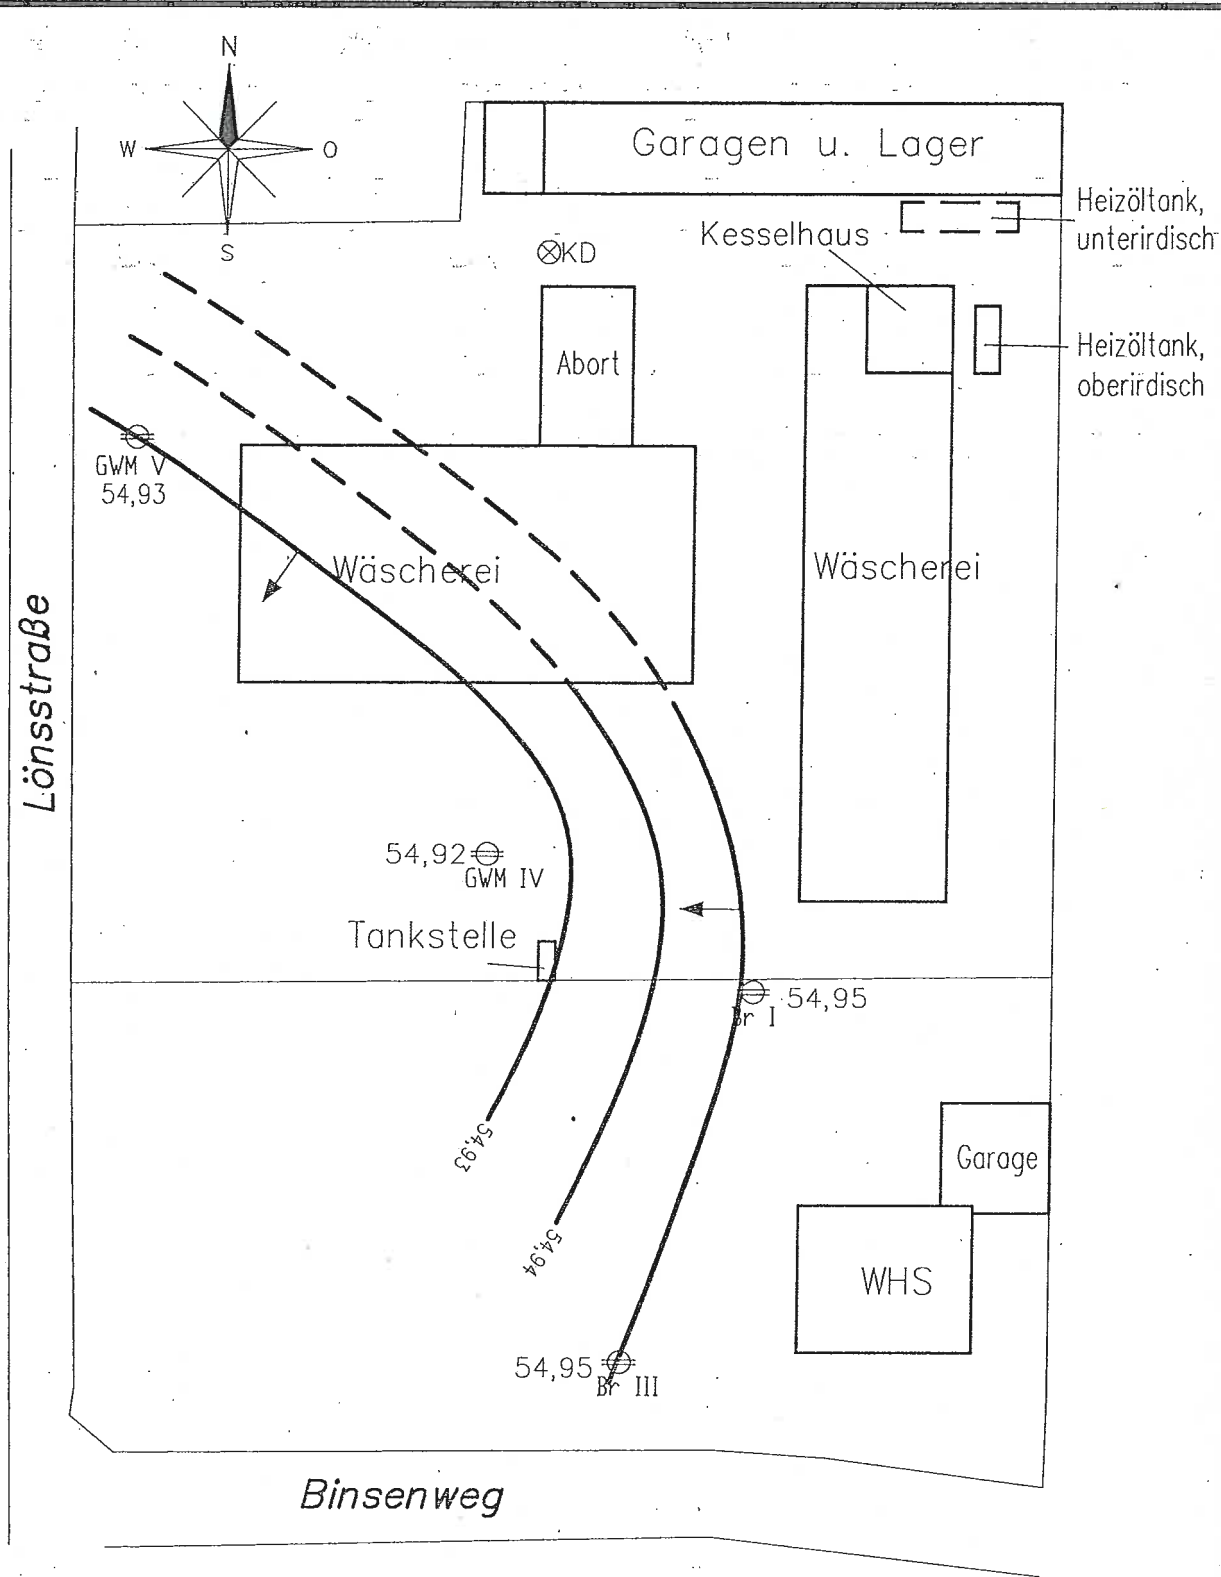 N
W
O
S
Garagen u. Lager
Heizöltank,
unterirdisch
Kesselhaus
KD
Abort
Heizöltank,
oberirdisch
GWM V
54,93
Wäscherei
Wäscherei
Lönsstraße
54,92
GWM IV
Tankstelle
54,95
Br I
54,93
Garage
54,94
WHS
54,95
Br III
Binsenweg